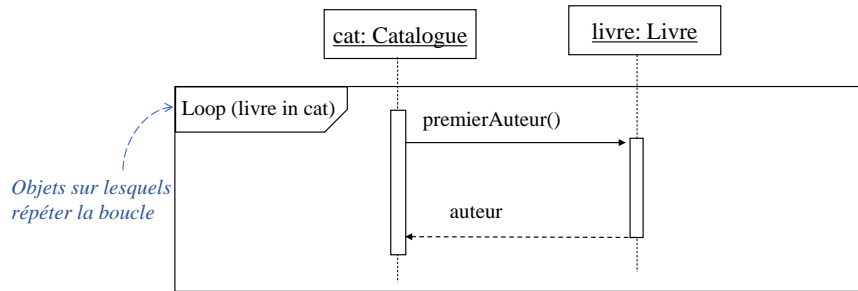 cat: Catalogue
livre: Livre
Loop (livre in cat)
premierAuteur()
Objets sur lesquels
répéter la boucle
auteur